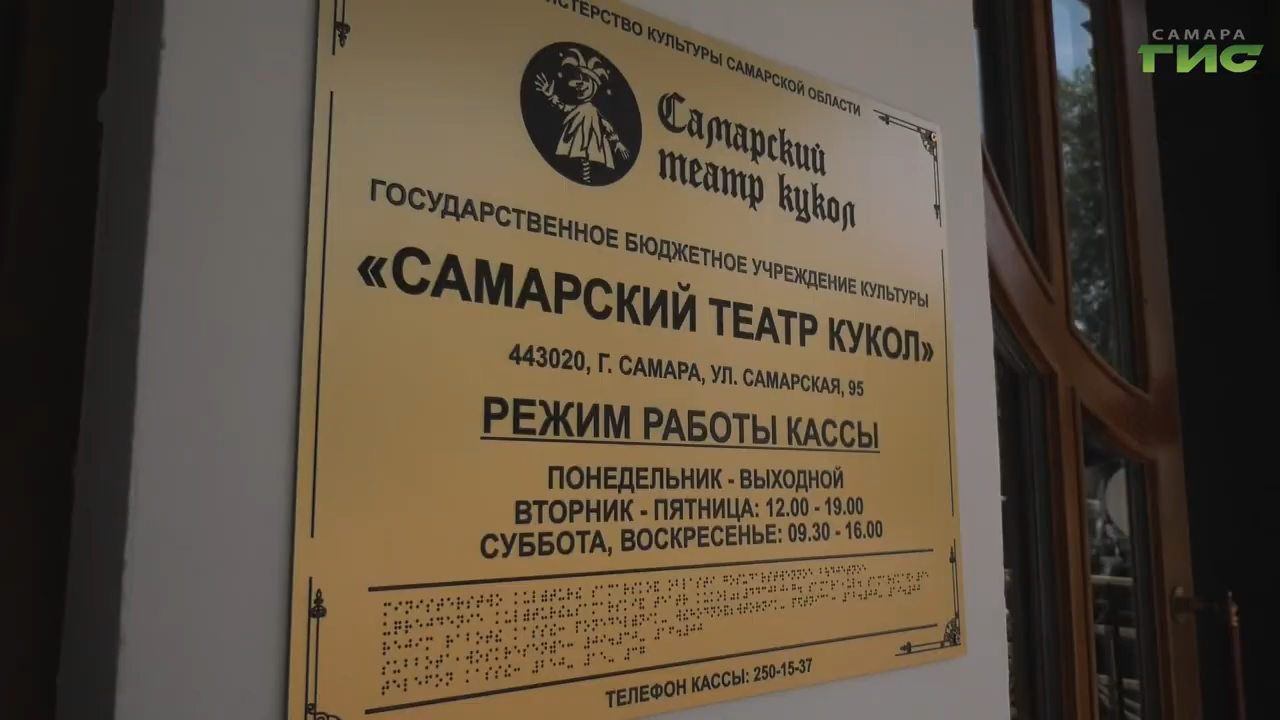 САМАРА
ГИС
КУЛЬТУРЫ САМАРСКОЙ ОБЛАСТИ
Самарский
театр кукол
ГОСУДАРСТВЕННОЕ БЮДЖЕТНОЕ УЧРЕЖДЕНИЕ КУЛЬТУРЫ
«САМАРСКИЙ ТЕАТР КУКОЛ»
443020, Г. САМАРА, УЛ. САМАРСКАЯ, 95
РЕЖИМ РАБОТЫ КАССЫ
ПОНЕДЕЛЬНИК - ВЫХОДНОЙ
ВТОРНИК - ПЯТНИЦА: 12.00 - 19.00
СУББОТА, ВОСКРЕСЕНЬЕ: 09.30 - 16.00
ТЕЛЕФОН КАССЫ: 250-15-37